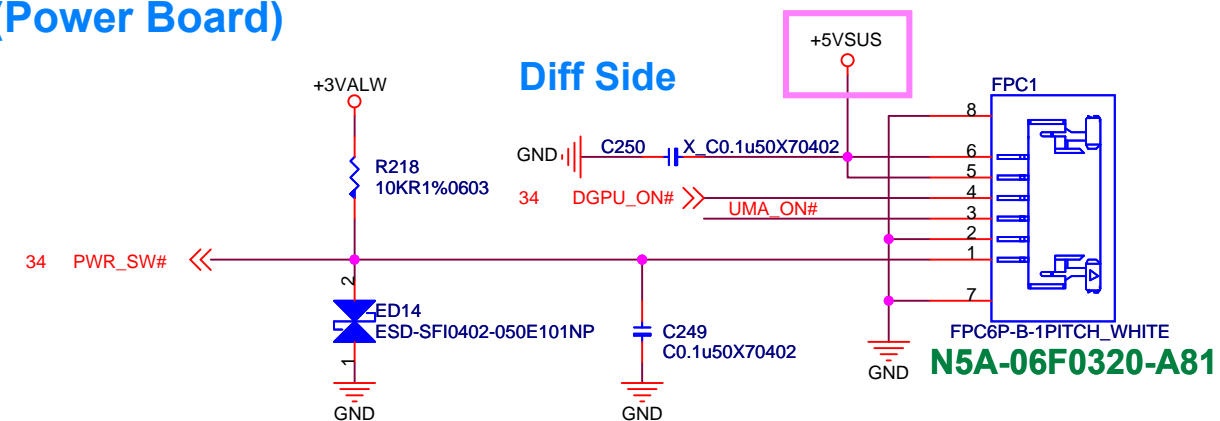 (Power Board)
+5VSUS
+3VALW
Diff Side
FPC1
8
GND
C250
X_C0.1u50X70402
6
R218
10KR1%0603
5
34
DGPU_ON#
4
UMA_ON#
3
2
34
PWR_SW#
1
2
7
ED14
ESD-SFI0402-050E101NP
C249
C0.1u50X70402
FPC6P-B-1PITCH_WHITE
1
GND
N5A-06F0320-A81
GND
GND